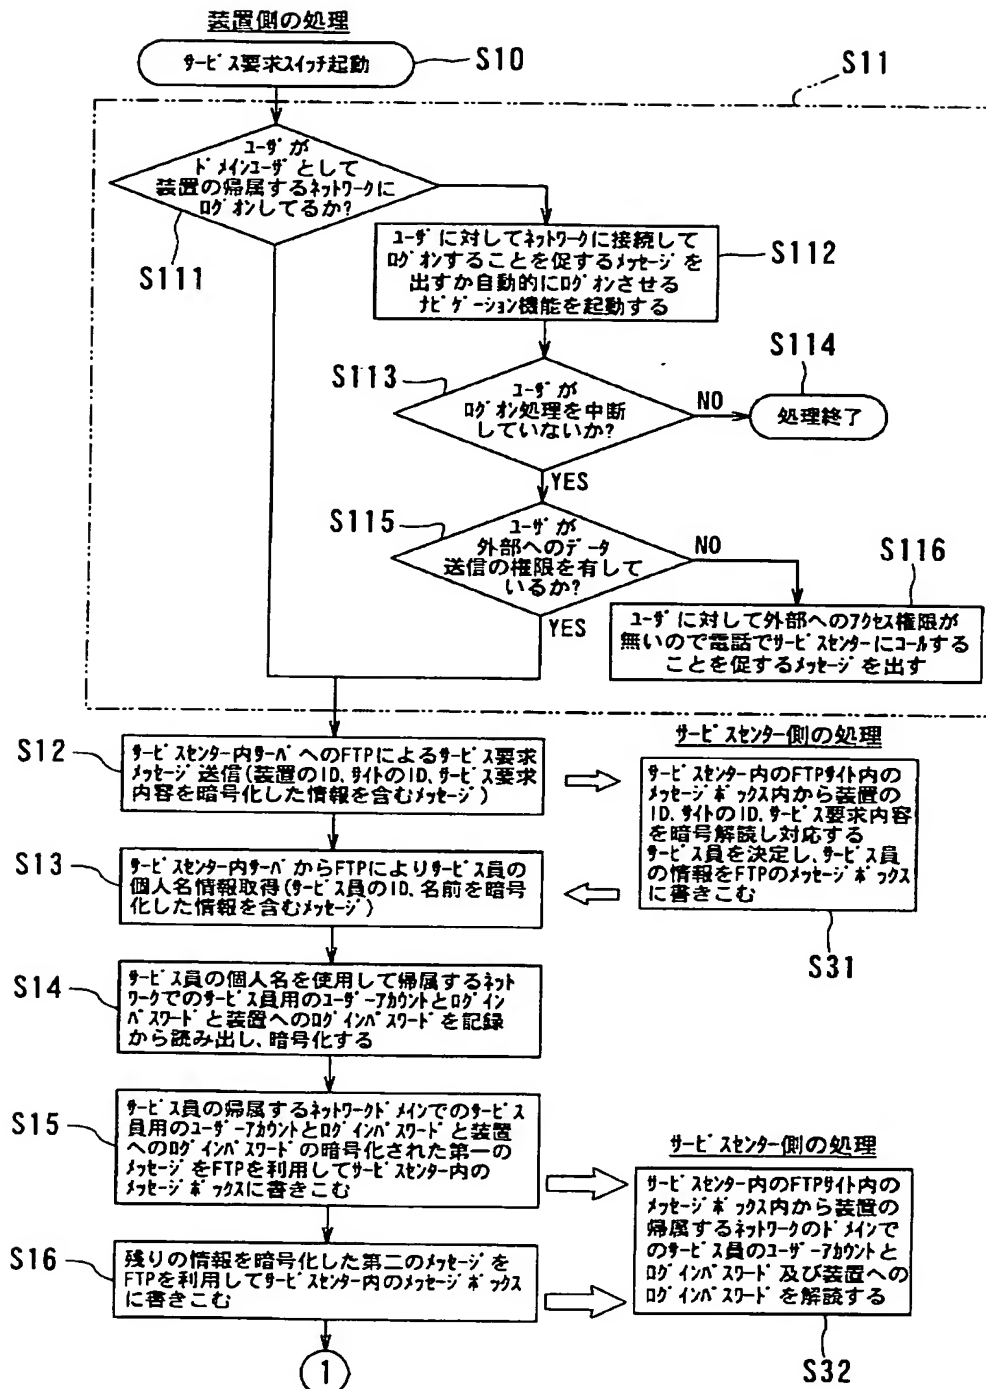 装置側の処理
サービス要求スイッチ起動
S10
S11
ユーザが
ドメインユーザとして
装置の帰属するネットワークに
ログオンしてるか?
S111
ユーザに対してネットワークに接続して
ログオンすることを促するメッセージを
出すか自動的にログオンさせる
ナビゲーション機能を起動する
S112
S113
ユーザが
ログオン処理を中断
していないか?
NO
S114
処理終了
YES
S115
ユーザが
外部へのデータ
送信の権限を有して
いるか?
NO
S116
YES
ユーザに対して外部へのアクセス権限が
無いので電話でサービスセンターにコールする
ことを促するメッセージを出す
S12
サービスセンター内サーバへのFTPによるサービス要求
メッセージ送信(装置のID、サイトのID、サービス要求
内容を暗号化した情報を含むメッセージ)
サービスセンター側の処理
サービスセンター内のFTPサイト内の
メッセージボックス内から装置の
ID、サイトのID、サービス要求内容
を暗号解読し対応する
サービス員を決定し、サービス員
の情報をFTPのメッセージボックス
に書きこむ
S31
S13
サービスセンター内サーバからFTPによりサービス員の
個人名情報取得(サービス員のID、名前を暗号
化した情報を含むメッセージ)
S14
サービス員の個人名を使用して帰属するネット
ワークでのサービス員用のユーザーアカウントとログイン
パスワードと装置へのログインパスワードを記録
から読み出し、暗号化する
S15
サービス員の帰属するネットワークドメインでのサービス
員用のユーザーアカウントとログインパスワードと装置
へのログインパスワードの暗号化された第一の
メッセージをFTPを利用してサービスセンター内の
メッセージボックスに書きこむ
サービスセンター側の処理
サービスセンター内のFTPサイト内の
メッセージボックス内から装置の
帰属するネットワークのドメインで
のサービス員のユーザーアカウントと
ログインパスワード及び装置への
ログインパスワードを解読する
S32
S16
残りの情報を暗号化した第二のメッセージを
FTPを利用してサービスセンター内のメッセージボックス
に書きこむ
1